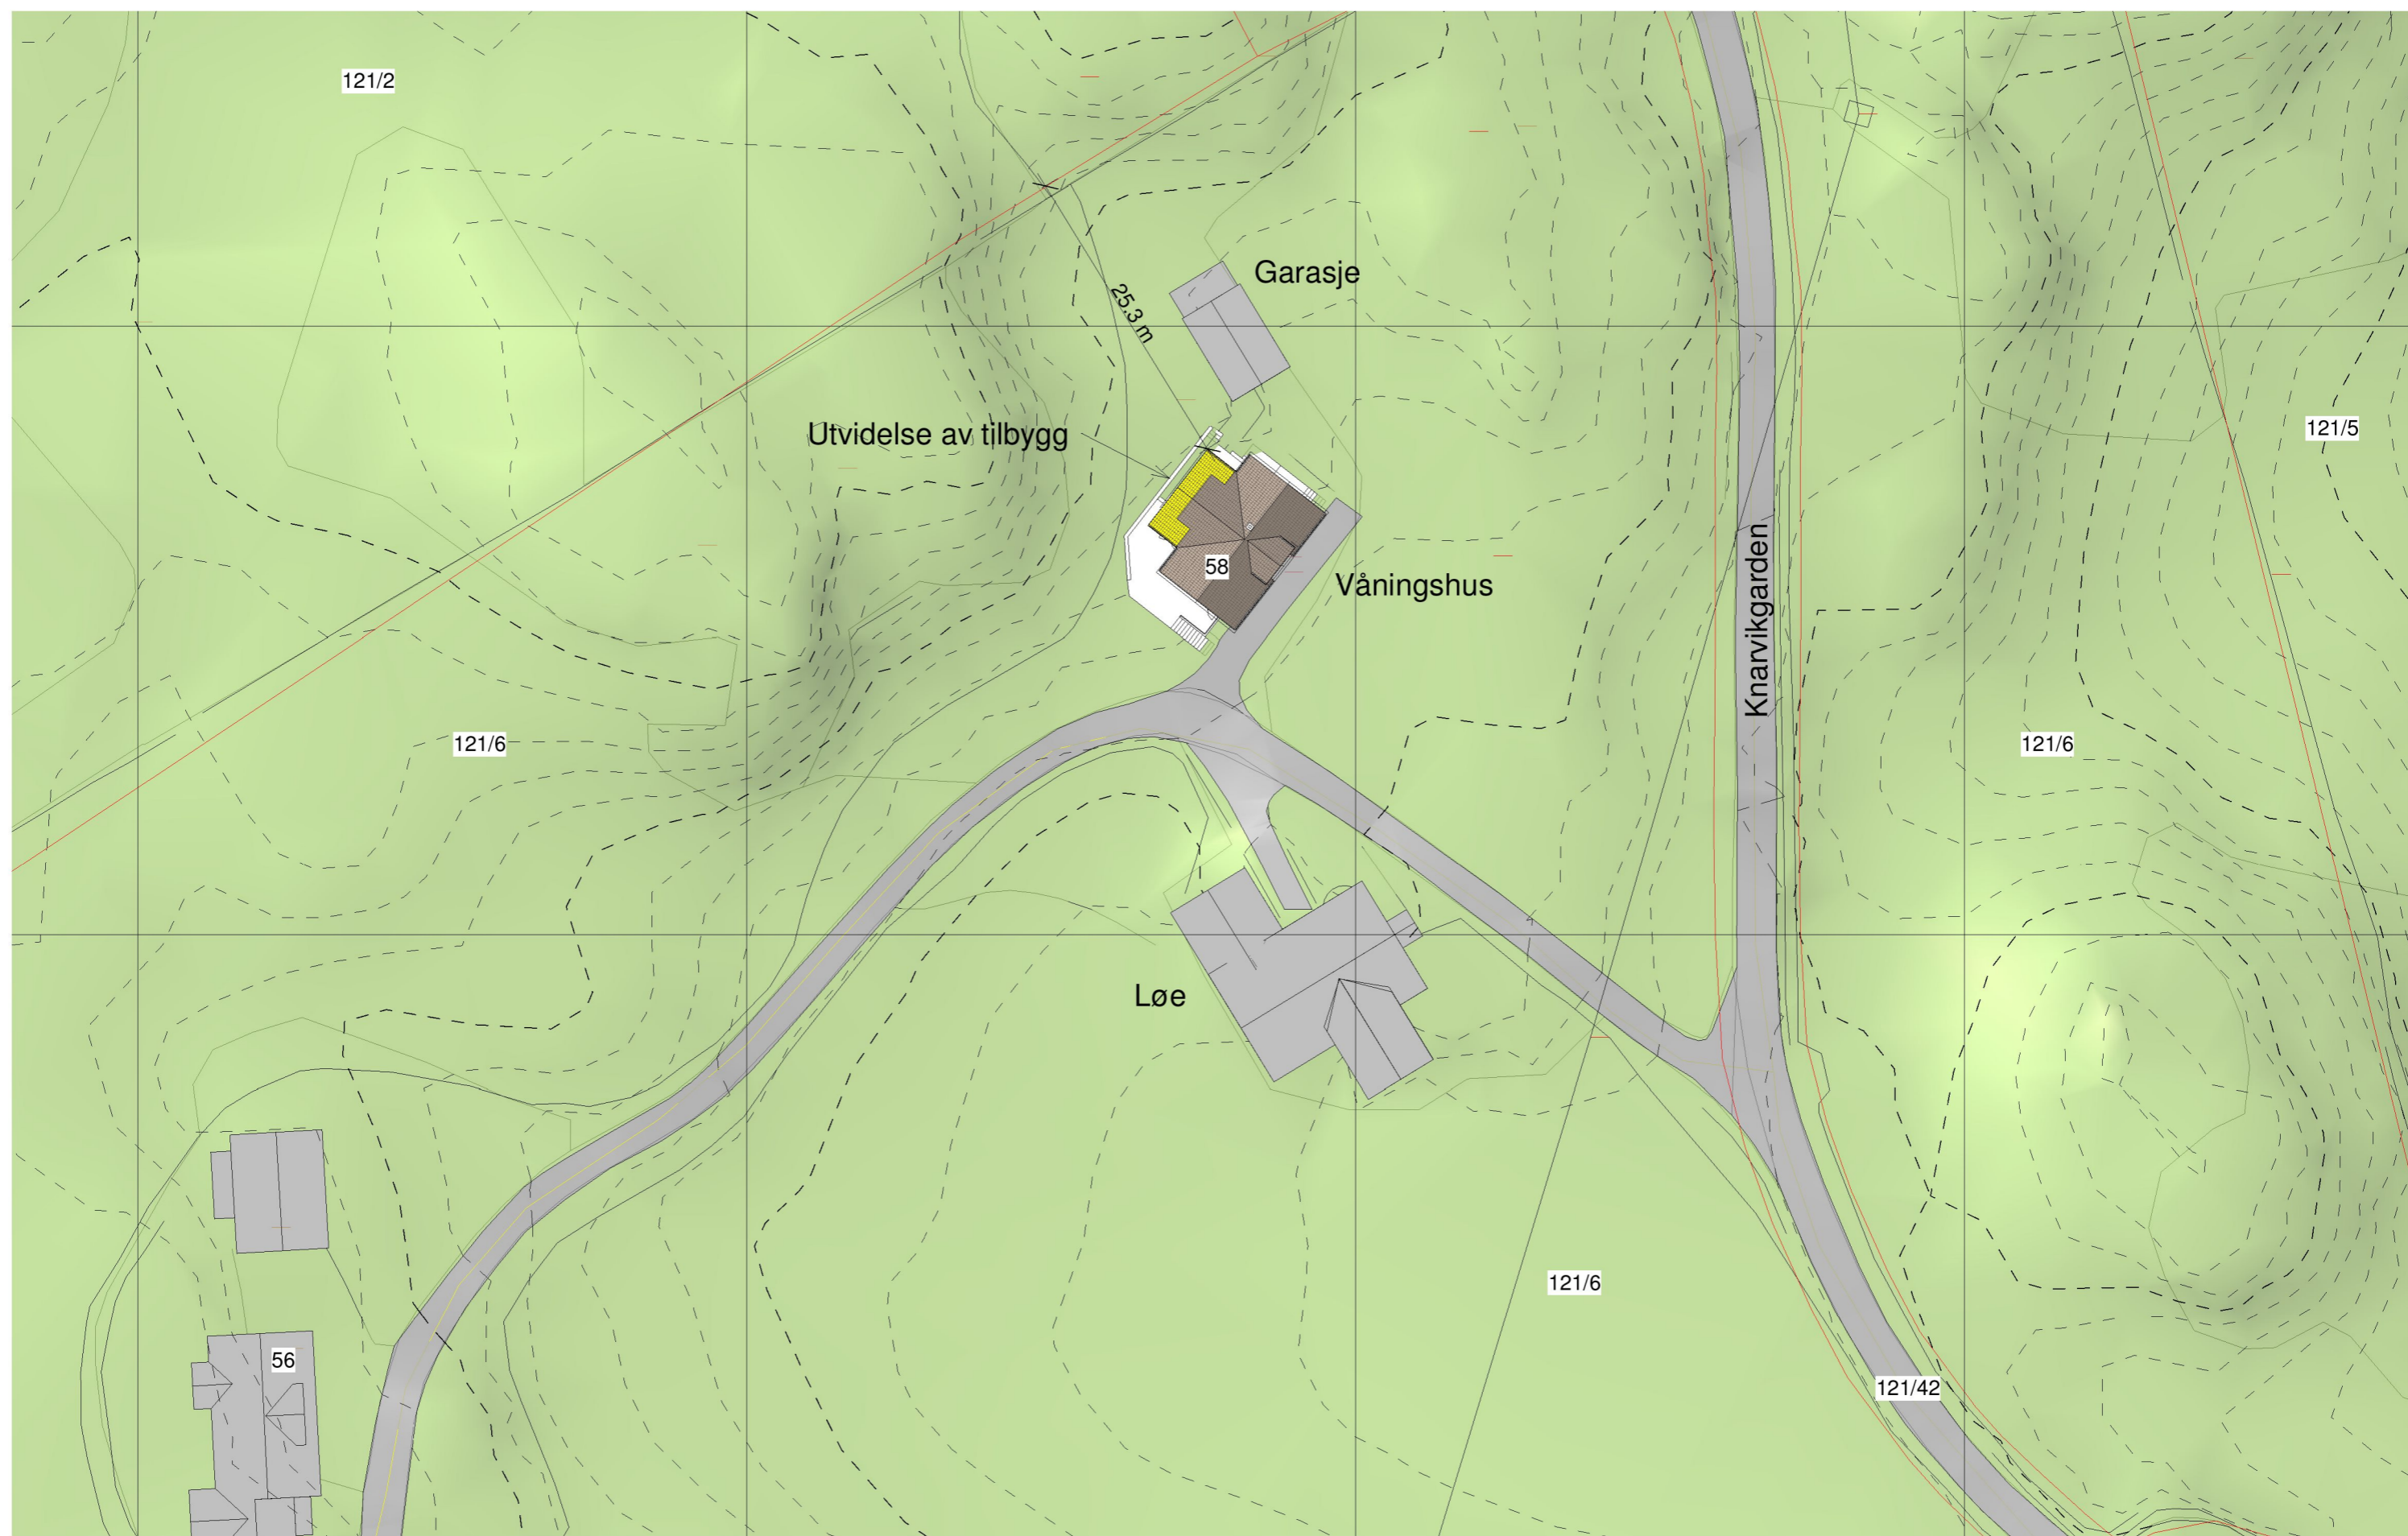 121/2
Garasje
25.3 m
Utvidelse av tilbygg
121/5
58
Våningshus
Knarvikgarden
121/6
121/6
Løe
121/6
56
121/42